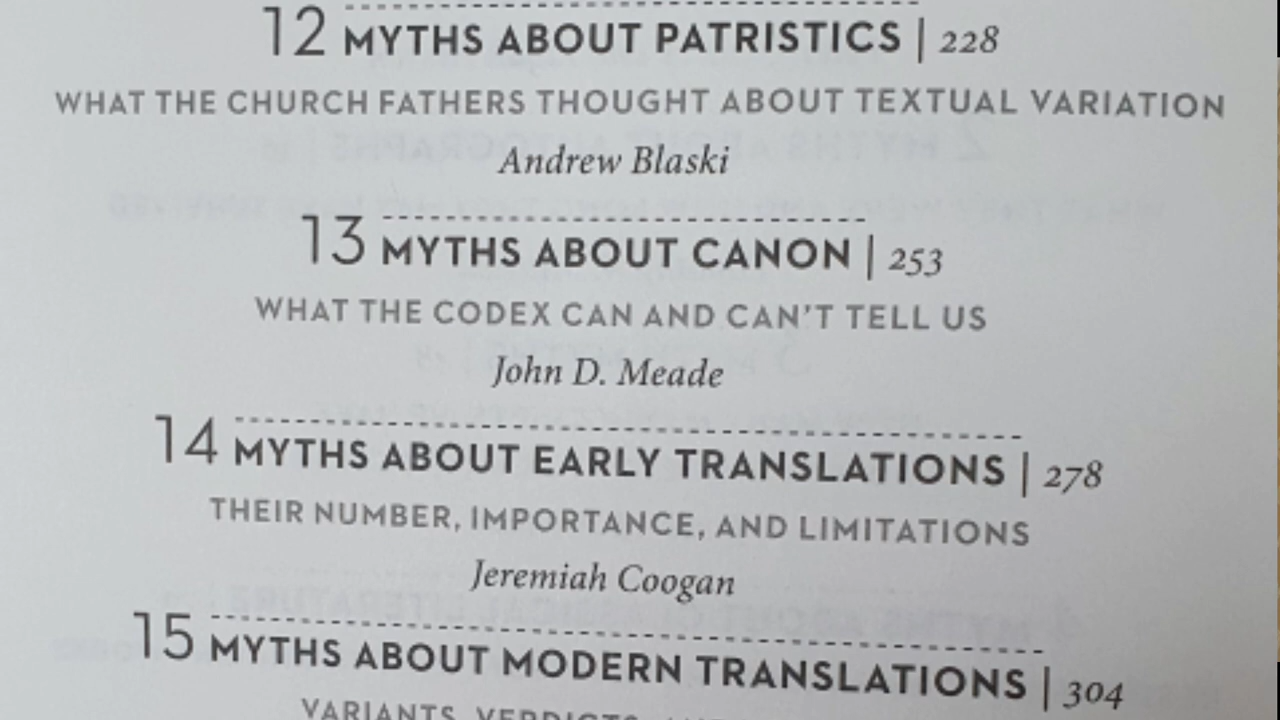 12 MYTHS ABOUT PATRISTICS | 228
WHAT THE CHURCH FATHERS THOUGHT ABOUT TEXTUAL VARIATION
Andrew Blaski
13 MYTHS ABOUT CANON | 253
WHAT THE CODEX CAN AND CAN'T TELL US
John D. Meade
14 MYTHS ABOUT EARLY TRANSLATIONS | 278
THEIR NUMBER, IMPORTANCE, AND LIMITATIONS
Jeremiah Coogan
15 MYTHS ABOUT MODERN TRANSLATIONS | 304
VARIANTS, VERDICTS,